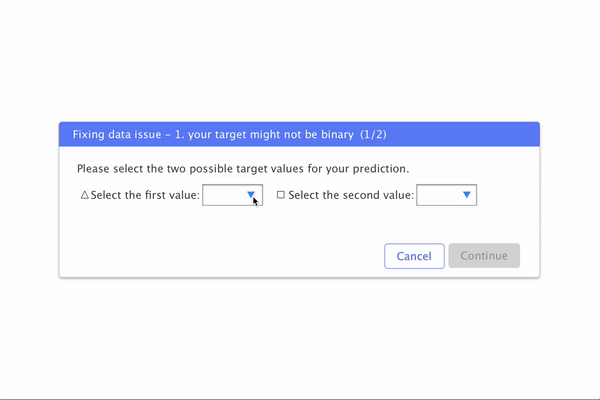 Fixing data issue – 1. your target might not be binary (1/2)
Please select the two possible target values for your prediction.
△Select the first value: □ Select the second value:
Cancel Continue